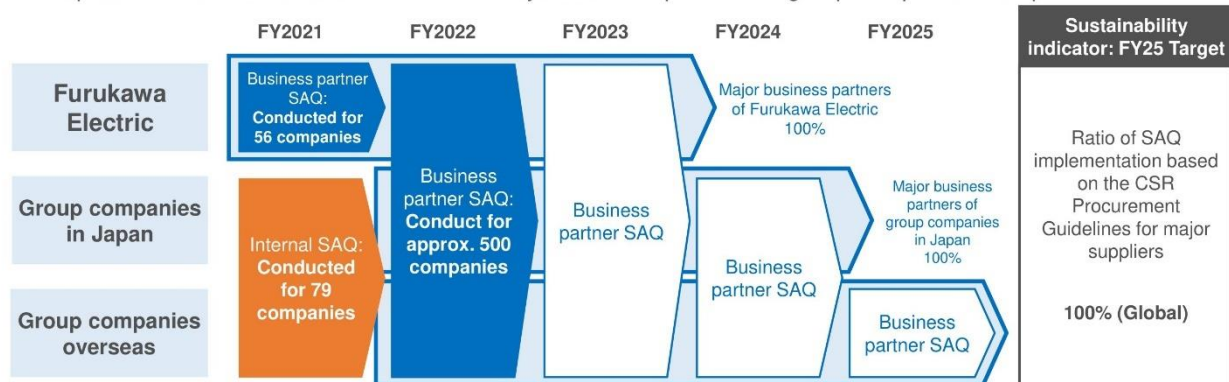 FY2021
FY2022
FY2023
FY2024
FY2025
Sustainability
indicator: FY25 Target
Furukawa
Electric
Business partner
SAQ:
Conducted for
56 companies
Major business partners
of Furukawa Electric
100%
Group companies
in Japan
Internal SAQ:
Conducted
for 79
companies
Business
partner SAQ:
Conduct for
approx. 500
companies
Business
partner SAQ
Business
partner SAQ
Major business
partners of
group companies
in Japan
100%
Group companies
overseas
Business
partner SAQ
Ratio of SAQ
implementation based
on the CSR
Procurement
Guidelines for major
suppliers
100% (Global)